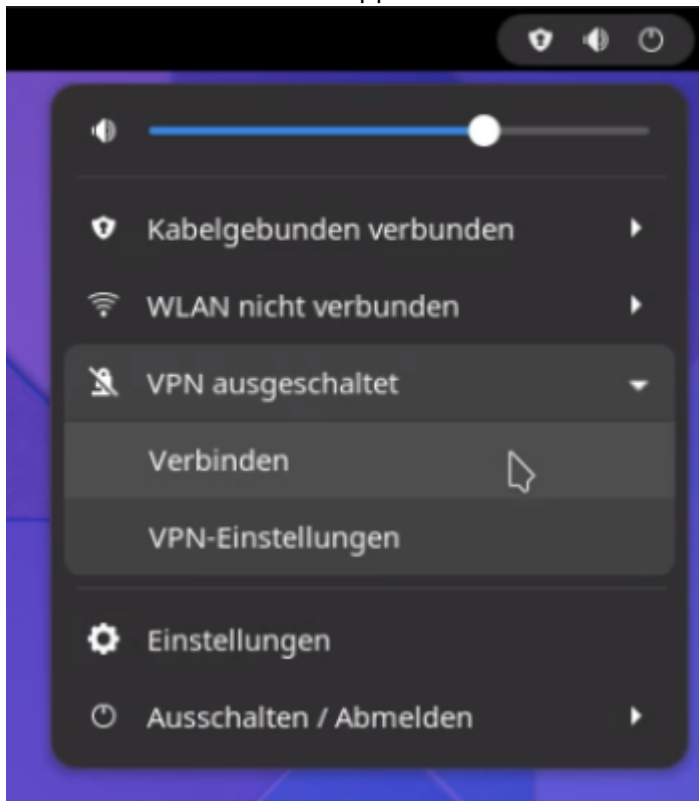 Kabelgebunden verbunden
WLAN nicht verbunden
VPN ausgeschaltet
Verbinden
VPN-Einstellungen
Einstellungen
Ausschalten / Abmelden